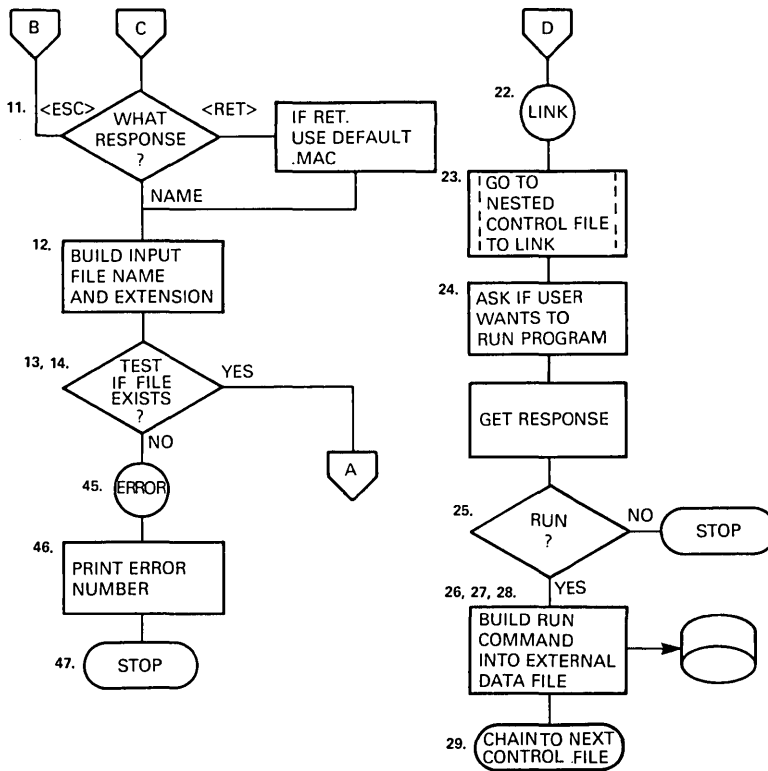 B
C
11.
<ESC>
WHAT
RESPONSE
?
<RET>
IF RET.
USE DEFAULT
.MAC
NAME
12.
BUILD INPUT
FILE NAME
AND EXTENSION
13, 14.
TEST
IF FILE
EXISTS
?
YES
A
NO
45.
ERROR
46.
PRINT ERROR
NUMBER
47.
STOP
D
22.
LINK
23.
GO TO
NESTED
CONTROL FILE
TO LINK
24.
ASK IF USER
WANTS TO
RUN PROGRAM
GET RESPONSE
25.
RUN
?
NO
STOP
YES
26, 27, 28.
BUILD RUN
COMMAND
INTO EXTERNAL
DATA FILE
29.
CHAIN TO NEXT
CONTROL .FILE